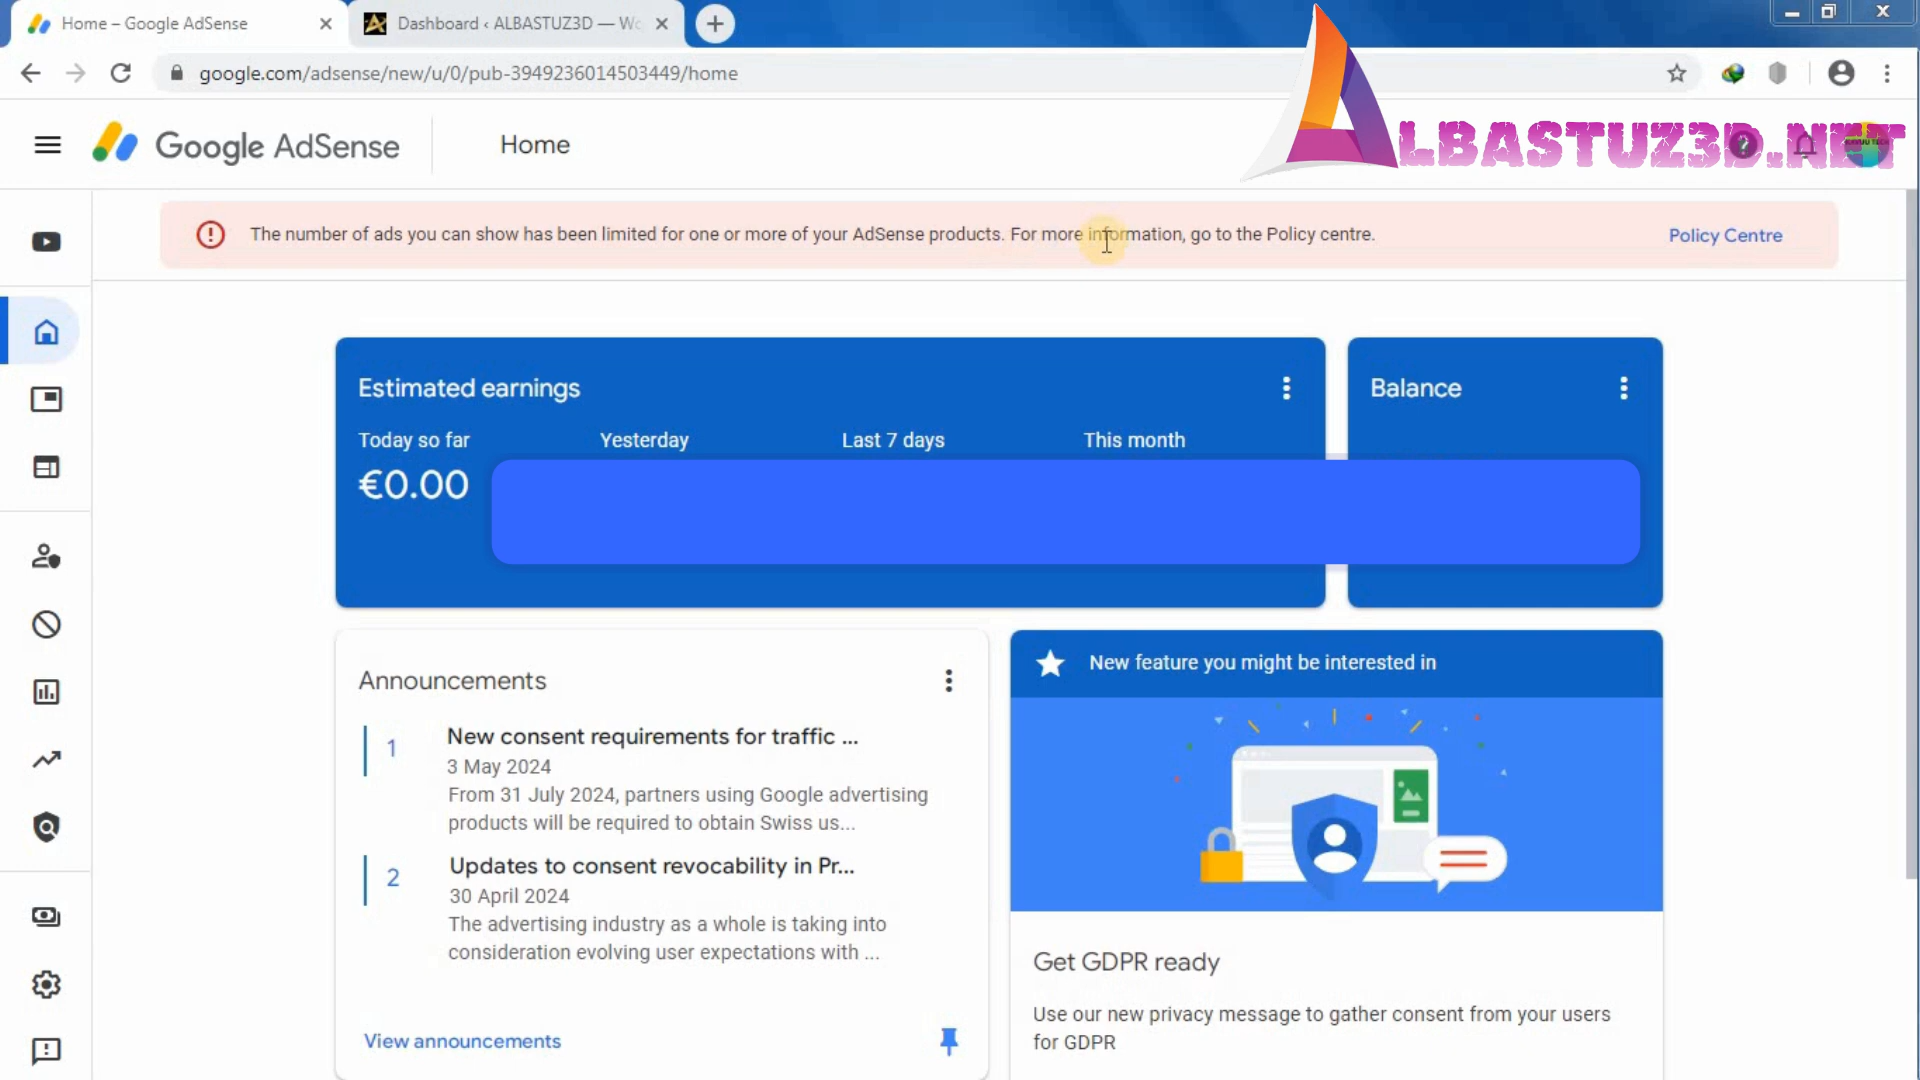 Home – Google AdSense
Dashboard ‹ ALBASTUZ3D — Wo
google.com/adsense/new/u/0/pub-3949236014503449/home
Google AdSense
Home
ALBASTUZ3D.NET
The number of ads you can show has been limited for one or more of your AdSense products. For more information, go to the Policy centre.
Policy Centre
Estimated earnings
Balance
Today so far
Yesterday
Last 7 days
This month
€0.00
Announcements
1
New consent requirements for traffic ...
3 May 2024
From 31 July 2024, partners using Google advertising
products will be required to obtain Swiss us...
2
Updates to consent revocability in Pr...
30 April 2024
The advertising industry as a whole is taking into
consideration evolving user expectations with ...
View announcements
New feature you might be interested in
Get GDPR ready
Use our new privacy message to gather consent from your users
for GDPR